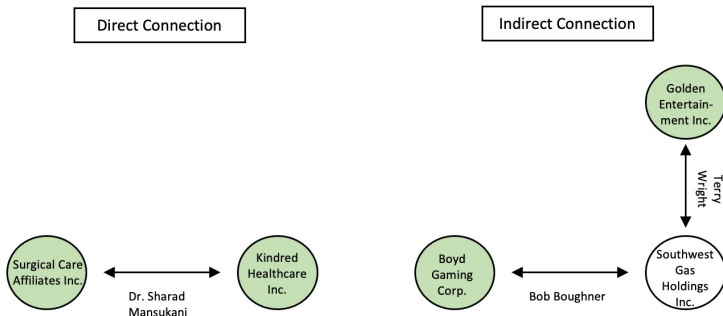 Direct Connection
Indirect Connection
Golden
Entertain-
ment Inc.
Terry
Wright
Surgical Care
Affiliates Inc.
Dr. Sharad
Mansukani
Kindred
Healthcare
Inc.
Boyd
Gaming
Corp.
Bob Boughner
Southwest
Gas
Holdings
Inc.